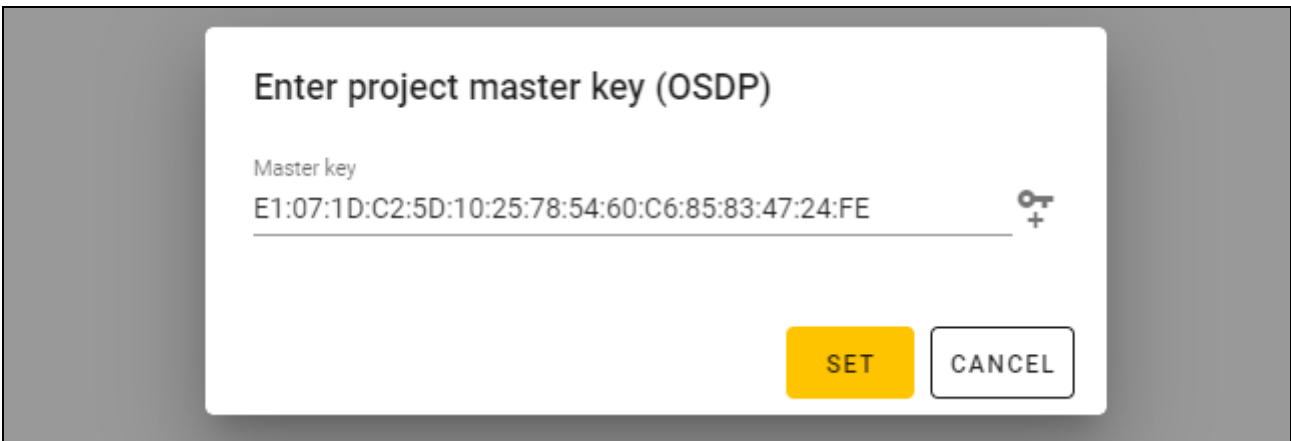 Enter project master key (OSDP)
Master key
E1:07:1D:C2:5D:10:25:78:54:60:C6:85:83:47:24:FE
SET CANCEL